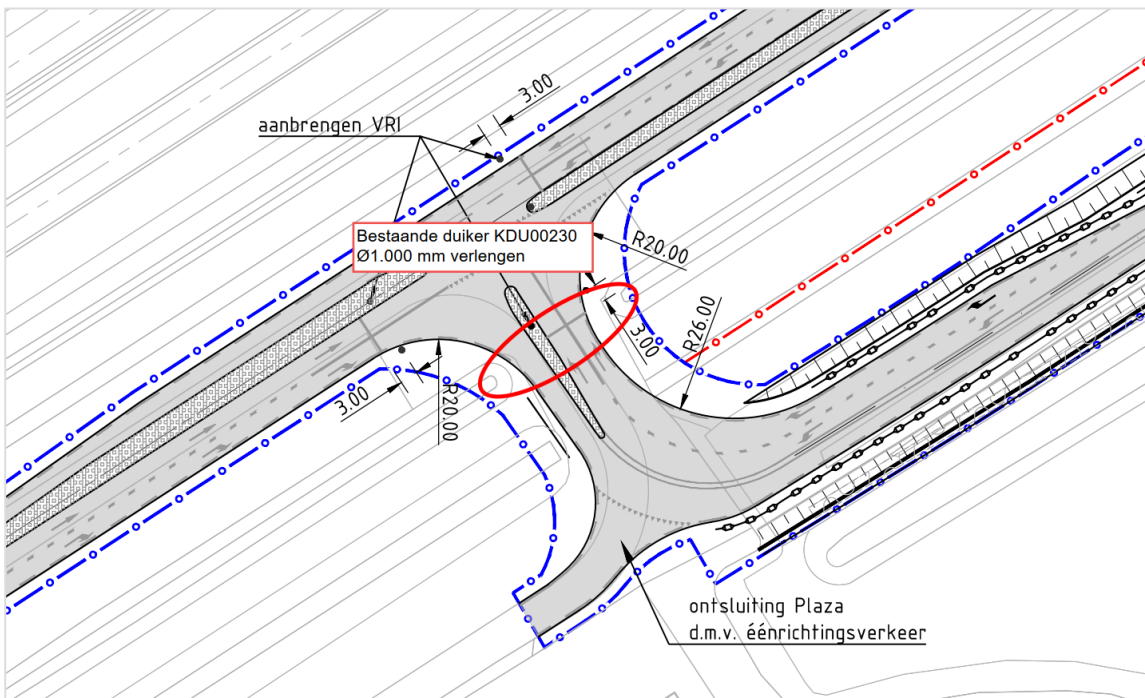 3.00
aanbrengen VRI
Bestaande duiker KDU00230
Ø1.000 mm verlengen
R20.00
R26.00
3.00
3.00
R20.00
ontsluiting Plaza
d.m.v. éénrichtingsverkeer